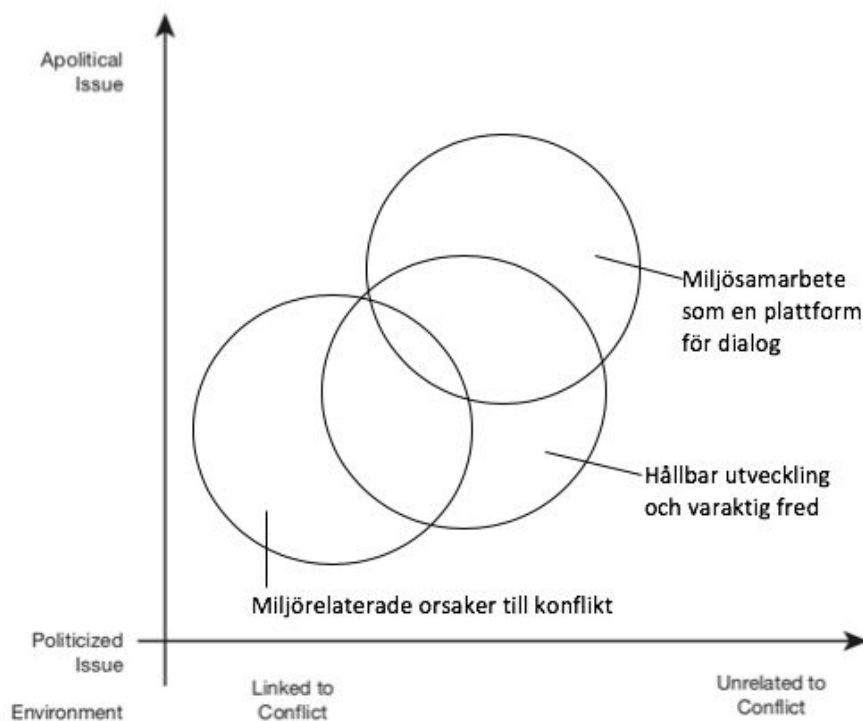 Apolitical
Issue
Miljösamarbete
som en plattform
för dialog
Hållbar utveckling
och varaktig fred
Miljörelaterade orsaker till konflikt
Politicized
Issue
Environment
Linked to
Conflict
Unrelated to
Conflict